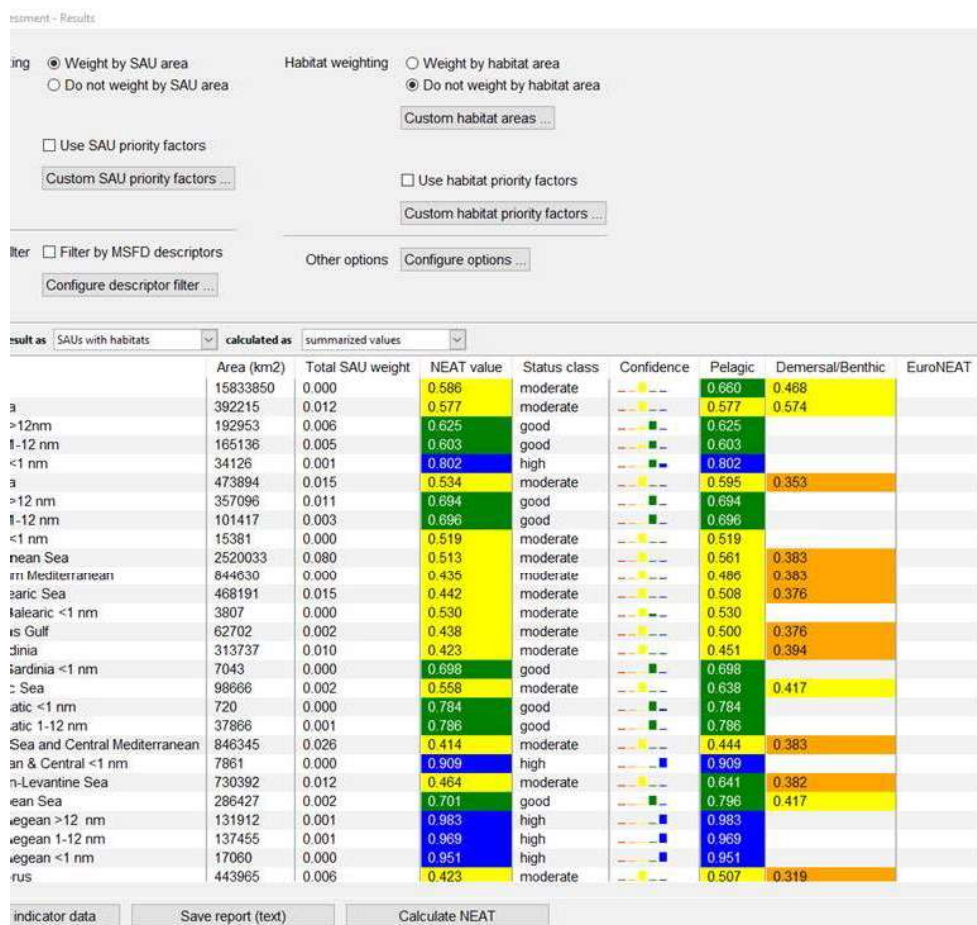 essment - Results
ing Weight by SAU area Habitat weighting Weight by habitat area
Do not weight by SAU area Do not weight by habitat area
Custom habitat areas ...
Use SAU priority factors
Custom SAU priority factors ... Use habitat priority factors
Custom habitat priority factors ...
ilter Filter by MSFD descriptors Other options Configure options ...
Configure descriptor filter ...
esult as SAUs with habitats calculated as summarized values
Area (km2) Total SAU weight NEAT value Status class Confidence Pelagic Demersal/Benthic EuroNEAT
15833850 0.000 0.586 moderate 0.660 0.468
a 392215 0.012 0.577 moderate 0.577 0.574
>12nm 192953 0.006 0.625 good 0.625
1-12 nm 165136 0.005 0.603 good 0.603
<1 nm 34126 0.001 0.802 high 0.802
a 473894 0.015 0.534 moderate 0.595 0.353
>12 nm 357096 0.011 0.694 good 0.694
1-12 nm 101417 0.003 0.696 good 0.696
<1 nm 15381 0.000 0.519 moderate 0.519
nean Sea 2520033 0.080 0.513 moderate 0.561 0.383
rn Mediterranean 844630 0.000 0.435 moderate 0.486 0.383
earic Sea 468191 0.015 0.442 moderate 0.508 0.376
Balearic <1 nm 3807 0.000 0.530 moderate 0.530
us Gulf 62702 0.002 0.438 moderate 0.500 0.376
dinia 313737 0.010 0.423 moderate 0.451 0.394
Sardinia <1 nm 7043 0.000 0.698 good 0.698
c Sea 98666 0.002 0.558 moderate 0.638 0.417
atic <1 nm 720 0.000 0.784 good 0.784
atic 1-12 nm 37866 0.001 0.786 good 0.786
Sea and Central Mediterranean 846345 0.026 0.414 moderate 0.444 0.383
an & Central <1 nm 7861 0.000 0.909 high 0.909
n-Levantine Sea 730392 0.012 0.464 moderate 0.641 0.382
ean Sea 286427 0.002 0.701 good 0.796 0.417
Aegean >12 nm 131912 0.001 0.983 high 0.983
Aegean 1-12 nm 137455 0.001 0.969 high 0.969
Aegean <1 nm 17060 0.000 0.951 high 0.951
rus 443965 0.006 0.423 moderate 0.507 0.319
indicator data Save report (text) Calculate NEAT